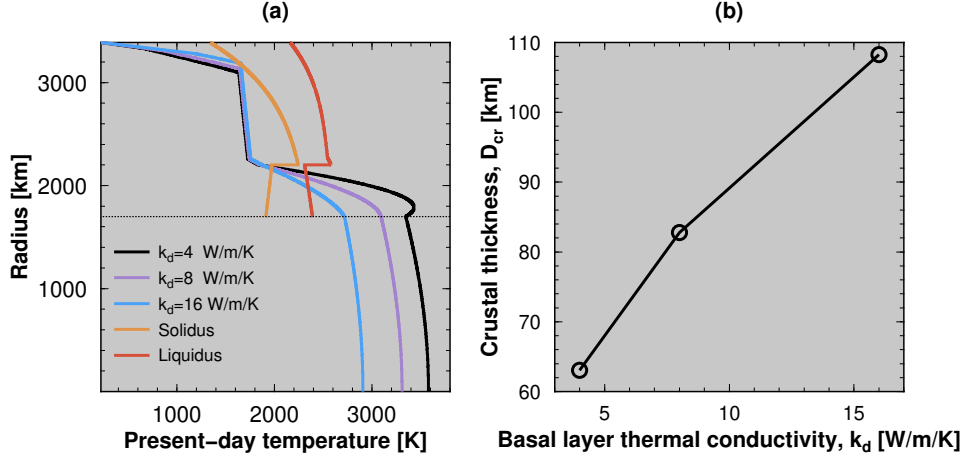 (a)
Radius [km]
3000
2000
1000
k_d=4 W/m/K
k_d=8 W/m/K
k_d=16 W/m/K
Solidus
Liquidus
1000 2000 3000
Present−day temperature [K]
(b)
Crustal thickness, D_cr [km]
110
100
90
80
70
60
5 10 15
Basal layer thermal conductivity, k_d [W/m/K]